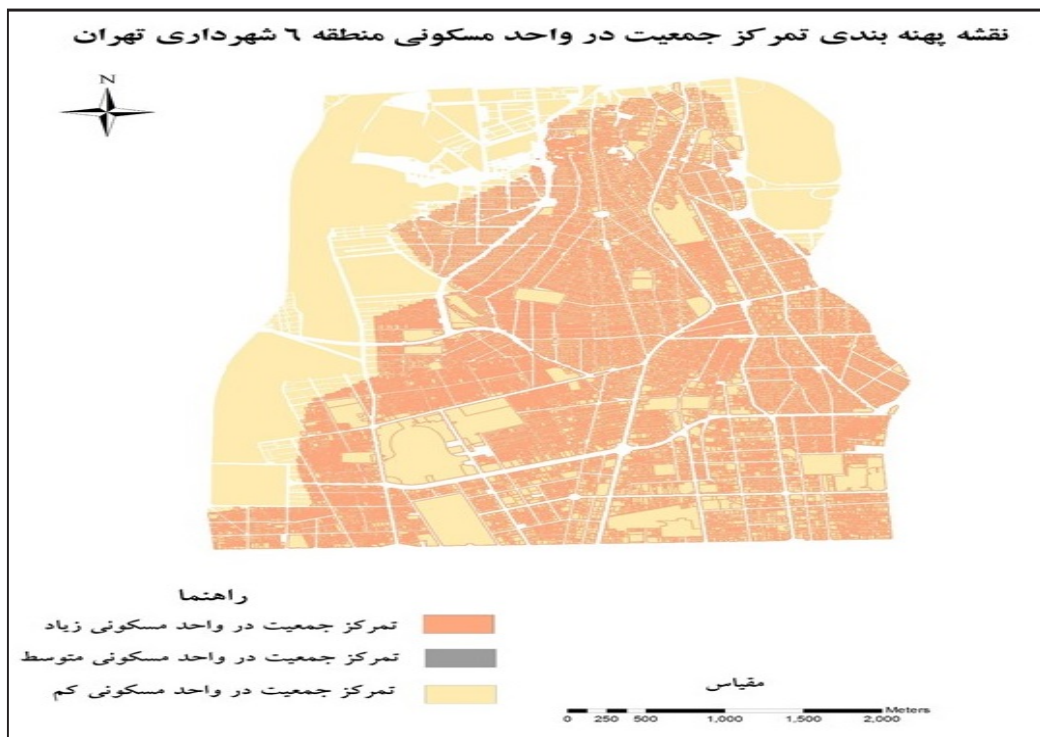 نقشه پهنه بندی تمرکز جمعیت در واحد مسکونی منطقه ٦ شهرداری تهران
N
راهنما
تمرکز جمعیت در واحد مسکونی زیاد
تمرکز جمعیت در واحد مسکونی متوسط
تمرکز جمعیت در واحد مسکونی کم
مقیاس
Meters
0 250 500 1,000 1,500 2,000